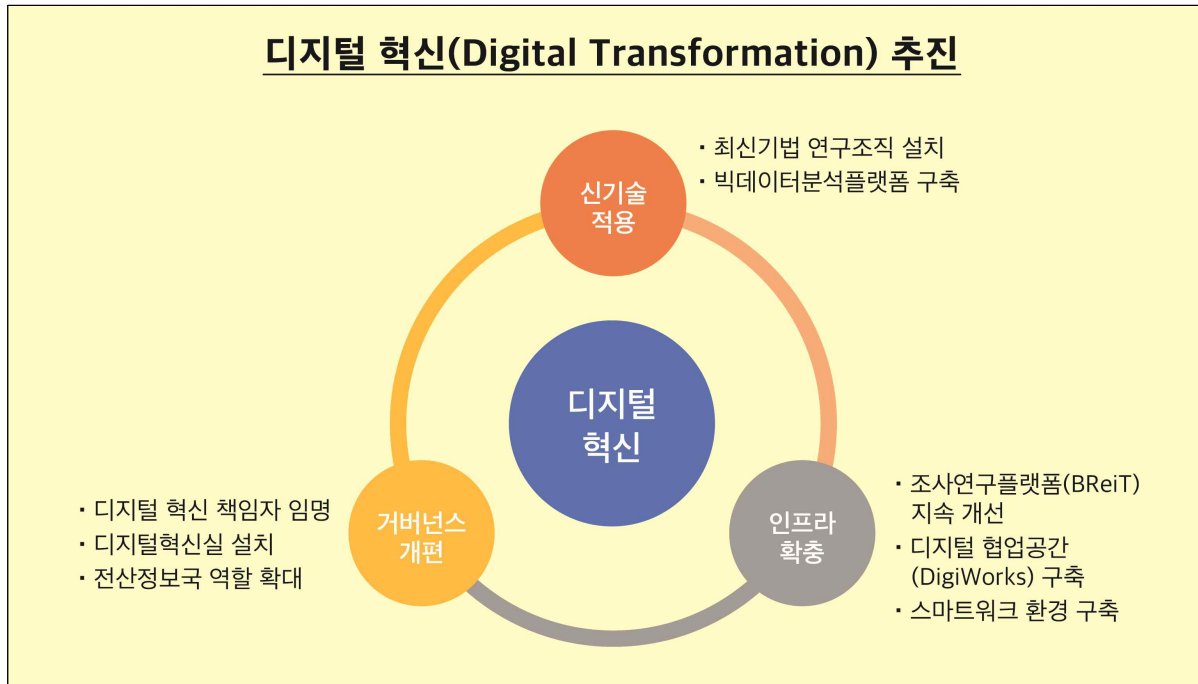 디지털 혁신(Digital Transformation) 추진
신기술
적용
· 최신기법 연구조직 설치
· 빅데이터분석플랫폼 구축
디지털
혁신
거버넌스
개편
· 디지털 혁신 책임자 임명
· 디지털혁신실 설치
· 전산정보국 역할 확대
인프라
확충
· 조사연구플랫폼(BReiT)
지속 개선
· 디지털 협업공간
(DigiWorks) 구축
· 스마트워크 환경 구축